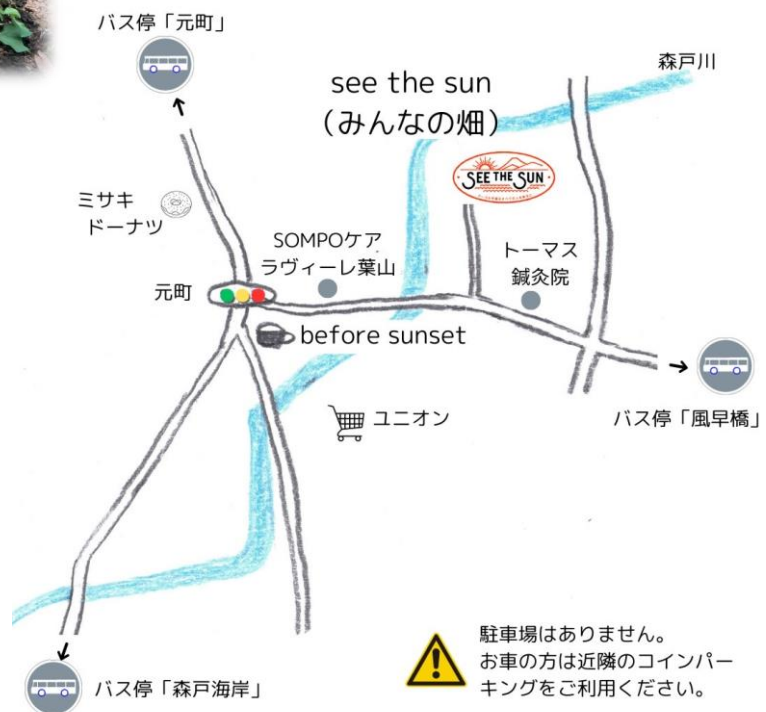 バス停「元町」
森戸川
see the sun
（みんなの畑）
SEE THE SUN
ミサキ
ドーナツ
SOMPOケア
ラヴィーレ葉山
トーマス
鍼灸院
元町
before sunset
ユニオン
バス停「風早橋」
駐車場はありません。
お車の方は近隣のコインパー
キングをご利用ください。
バス停「森戸海岸」